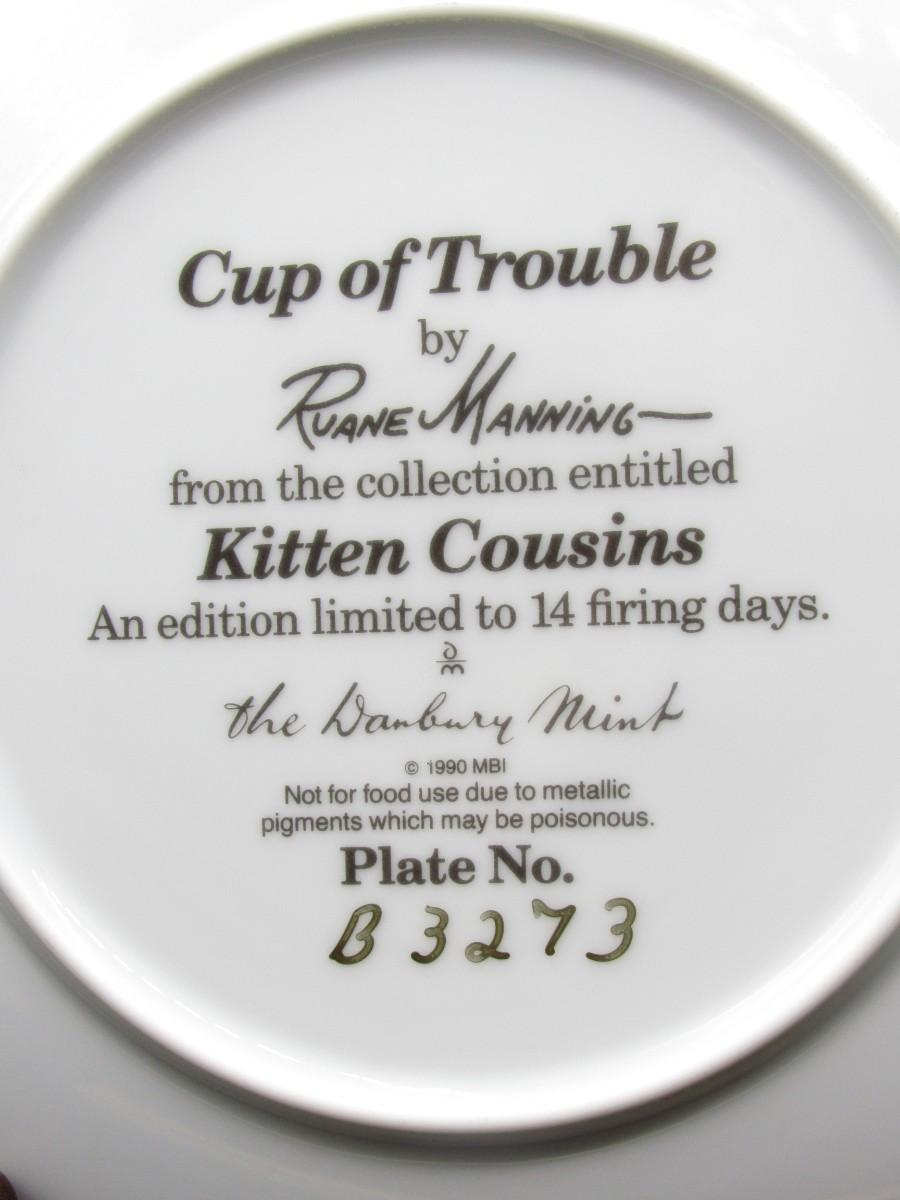 Cup of Trouble
by
RUANE MANNING
from the collection entitled
Kitten Cousins
An edition limited to 14 firing days.
dm
the Danbury Mint
© 1990 MBI
Not for food use due to metallic
pigments which may be poisonous.
Plate No.
B 3273